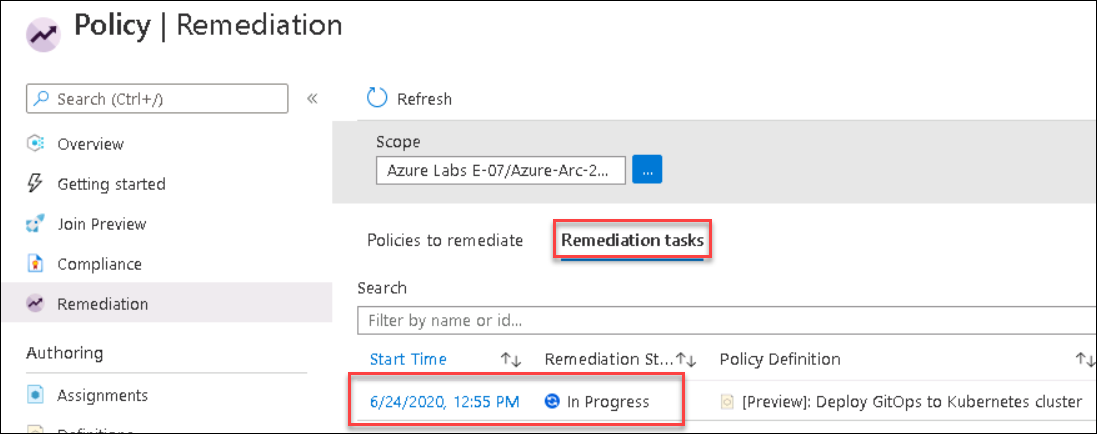 Policy | Remediation
Search (Ctrl+/)
«
Overview
Getting started
Join Preview
Compliance
Remediation
Authoring
Assignments
Definitions
Refresh
Scope
Azure Labs E-07/Azure-Arc-2...
...
Policies to remediate
Remediation tasks
Search
Filter by name or id...
Start Time ↑↓ Remediation St... ↑↓ Policy Definition ↑↓
6/24/2020, 12:55 PM In Progress [Preview]: Deploy GitOps to Kubernetes cluster